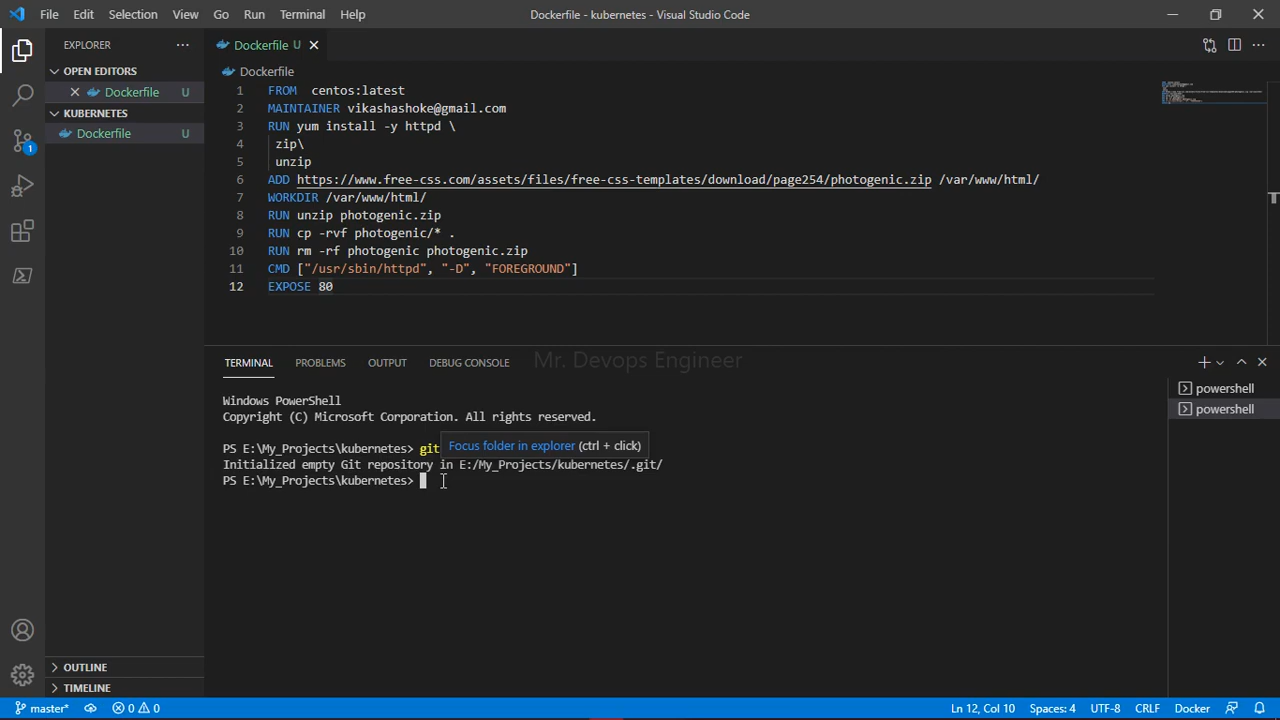 File Edit Selection View Go Run Terminal Help Dockerfile - kubernetes - Visual Studio Code
EXPLORER
Dockerfile U
OPEN EDITORS
Dockerfile U
KUBERNETES
Dockerfile U
1
Dockerfile
1 FROM centos:latest
2 MAINTAINER vikashashoke@gmail.com
3 RUN yum install -y httpd \
4 zip\
5 unzip
6 ADD https://www.free-css.com/assets/files/free-css-templates/download/page254/photogenic.zip /var/www/html/
7 WORKDIR /var/www/html/
8 RUN unzip photogenic.zip
9 RUN cp -rvf photogenic/* .
10 RUN rm -rf photogenic photogenic.zip
11 CMD ["/usr/sbin/httpd", "-D", "FOREGROUND"]
12 EXPOSE 80
TERMINAL PROBLEMS OUTPUT DEBUG CONSOLE
Mr. Devops Engineer
powershell
powershell
Windows PowerShell
Copyright (C) Microsoft Corporation. All rights reserved.
PS E:\My_Projects\kubernetes> git
Focus folder in explorer (ctrl + click)
Initialized empty Git repository in E:/My_Projects/kubernetes/.git/
PS E:\My_Projects\kubernetes>
OUTLINE
TIMELINE
master* 0 0 Ln 12, Col 10 Spaces: 4 UTF-8 CRLF Docker